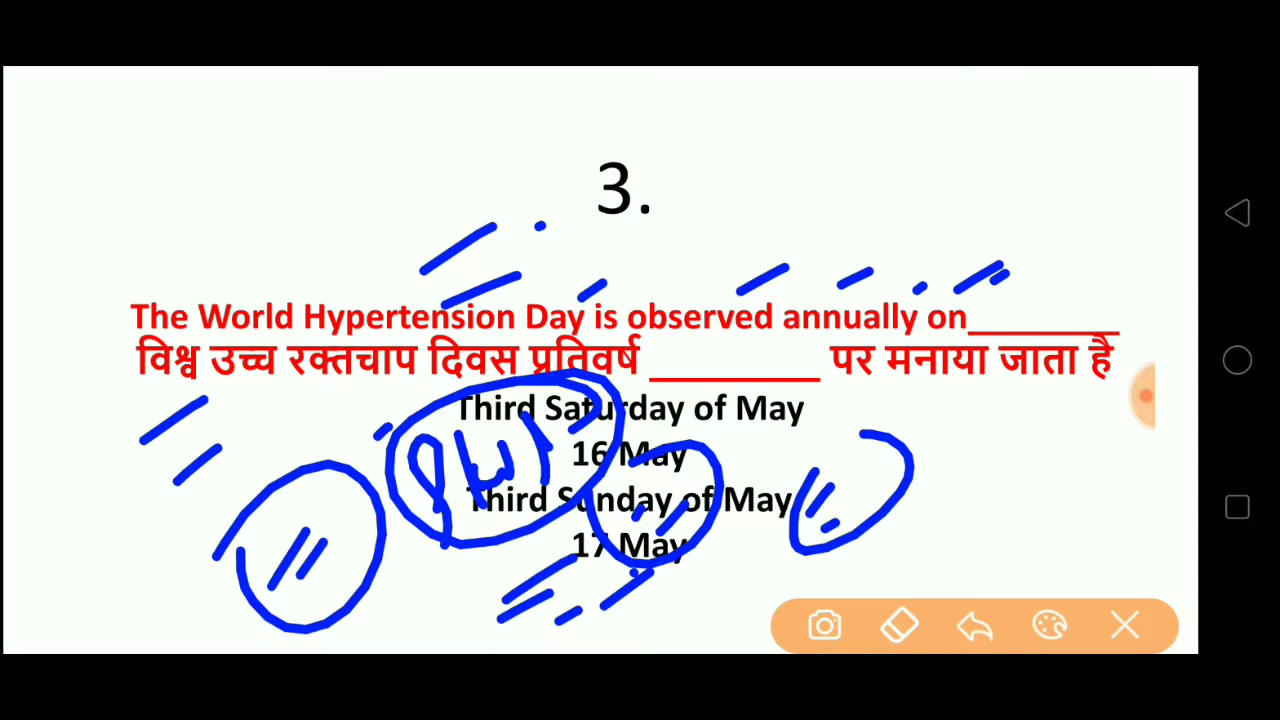 3.
The World Hypertension Day is observed annually on________
विश्व उच्च रक्तचाप दिवस प्रतिवर्ष ________ पर मनाया जाता है
Third Saturday of May
16 May
Third Sunday of May
17 May